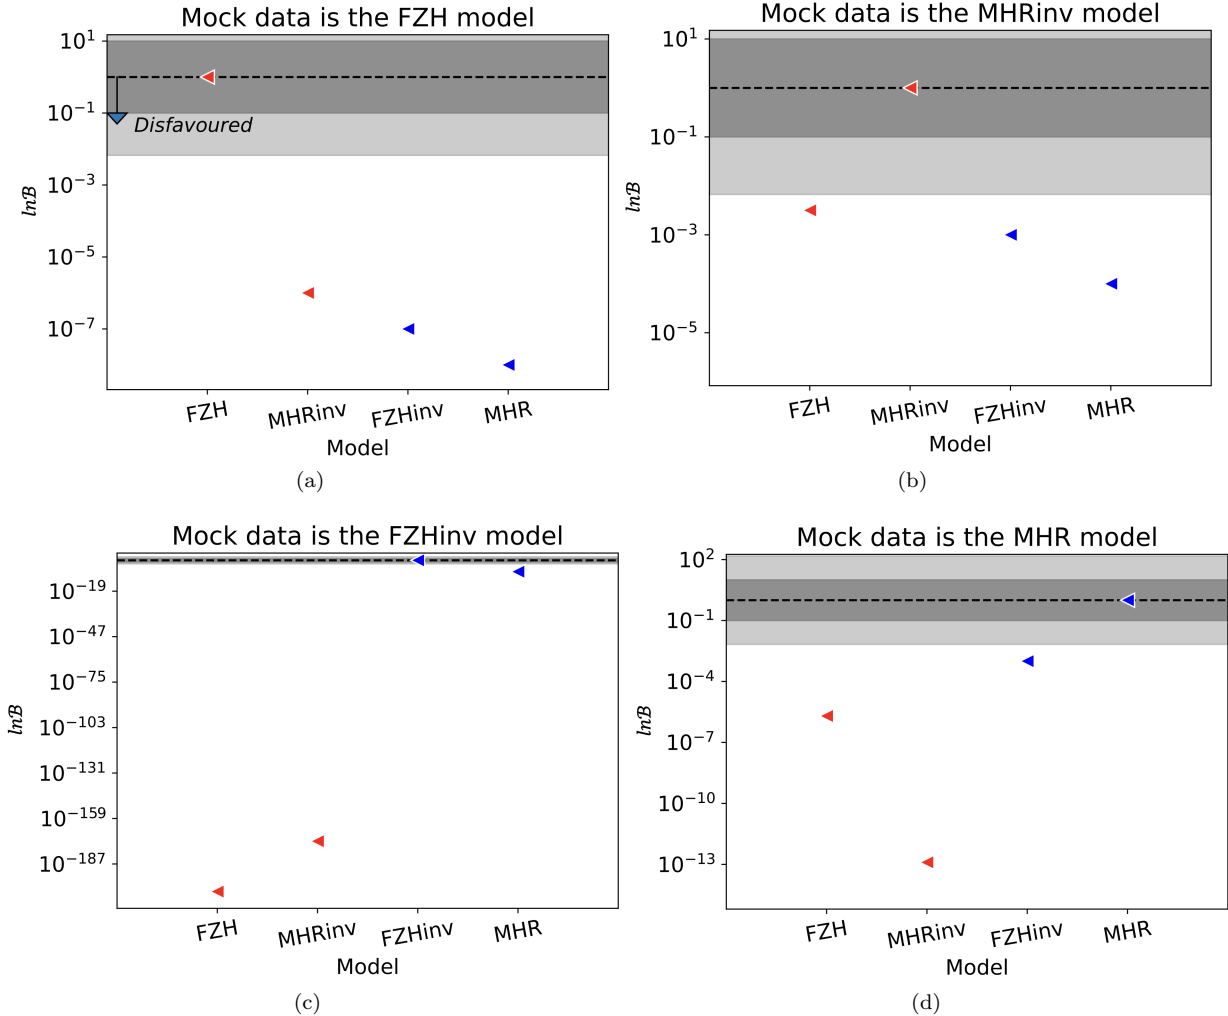 Mock data is the FZH model
10^1
10^-1
Disfavoured
10^-3
lnB
10^-5
10^-7
FZH MHRinv FZHinv MHR
Model
(a)
Mock data is the MHRinv model
10^1
10^-1
lnB
10^-3
10^-5
FZH MHRinv FZHinv MHR
Model
(b)
Mock data is the FZHinv model
10^-19
10^-47
10^-75
lnB
10^-103
10^-131
10^-159
10^-187
FZH MHRinv FZHinv MHR
Model
(c)
Mock data is the MHR model
10^2
10^-1
10^-4
lnB
10^-7
10^-10
10^-13
FZH MHRinv FZHinv MHR
Model
(d)